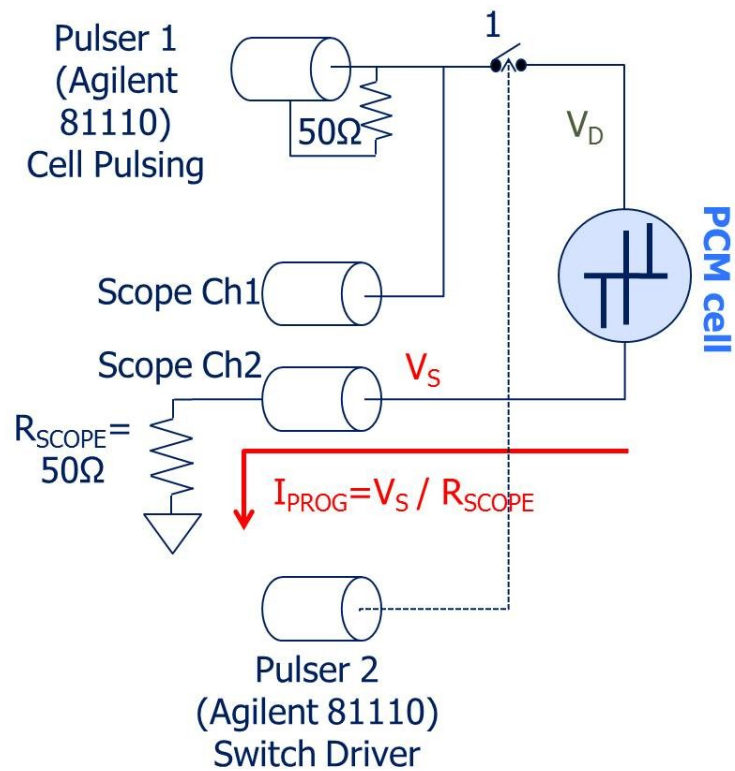 Pulser 1
(Agilent
81110)
Cell Pulsing
50Ω
1
V_D
PCM cell
Scope Ch1
Scope Ch2
V_S
R_SCOPE=
50Ω
I_PROG=V_S / R_SCOPE
Pulser 2
(Agilent 81110)
Switch Driver